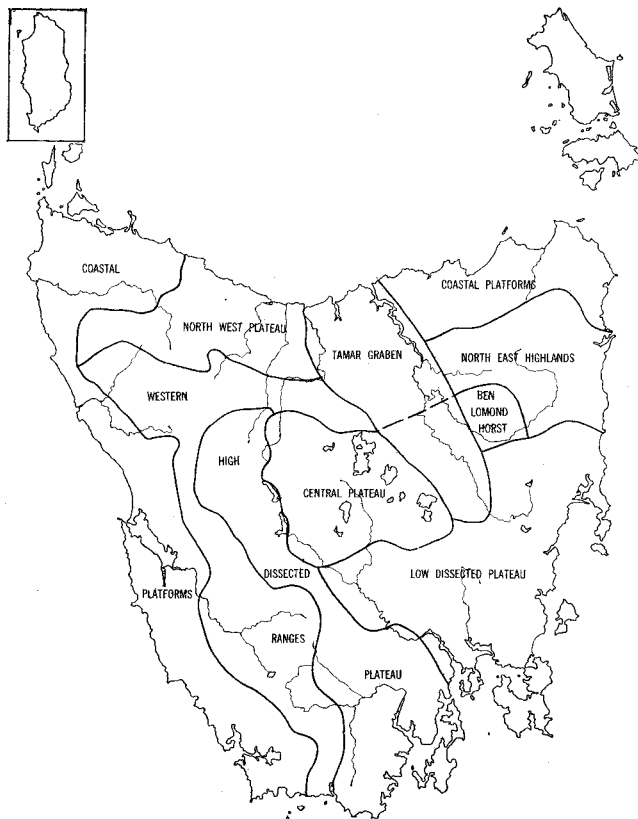 COASTAL
COASTAL PLATFORMS
NORTH WEST PLATEAU
TAMAR GRABEN
NORTH EAST HIGHLANDS
WESTERN
BEN
LOMOND
HORST
HIGH
CENTRAL PLATEAU
DISSECTED
LOW DISSECTED PLATEAU
PLATFORMS
RANGES
PLATEAU